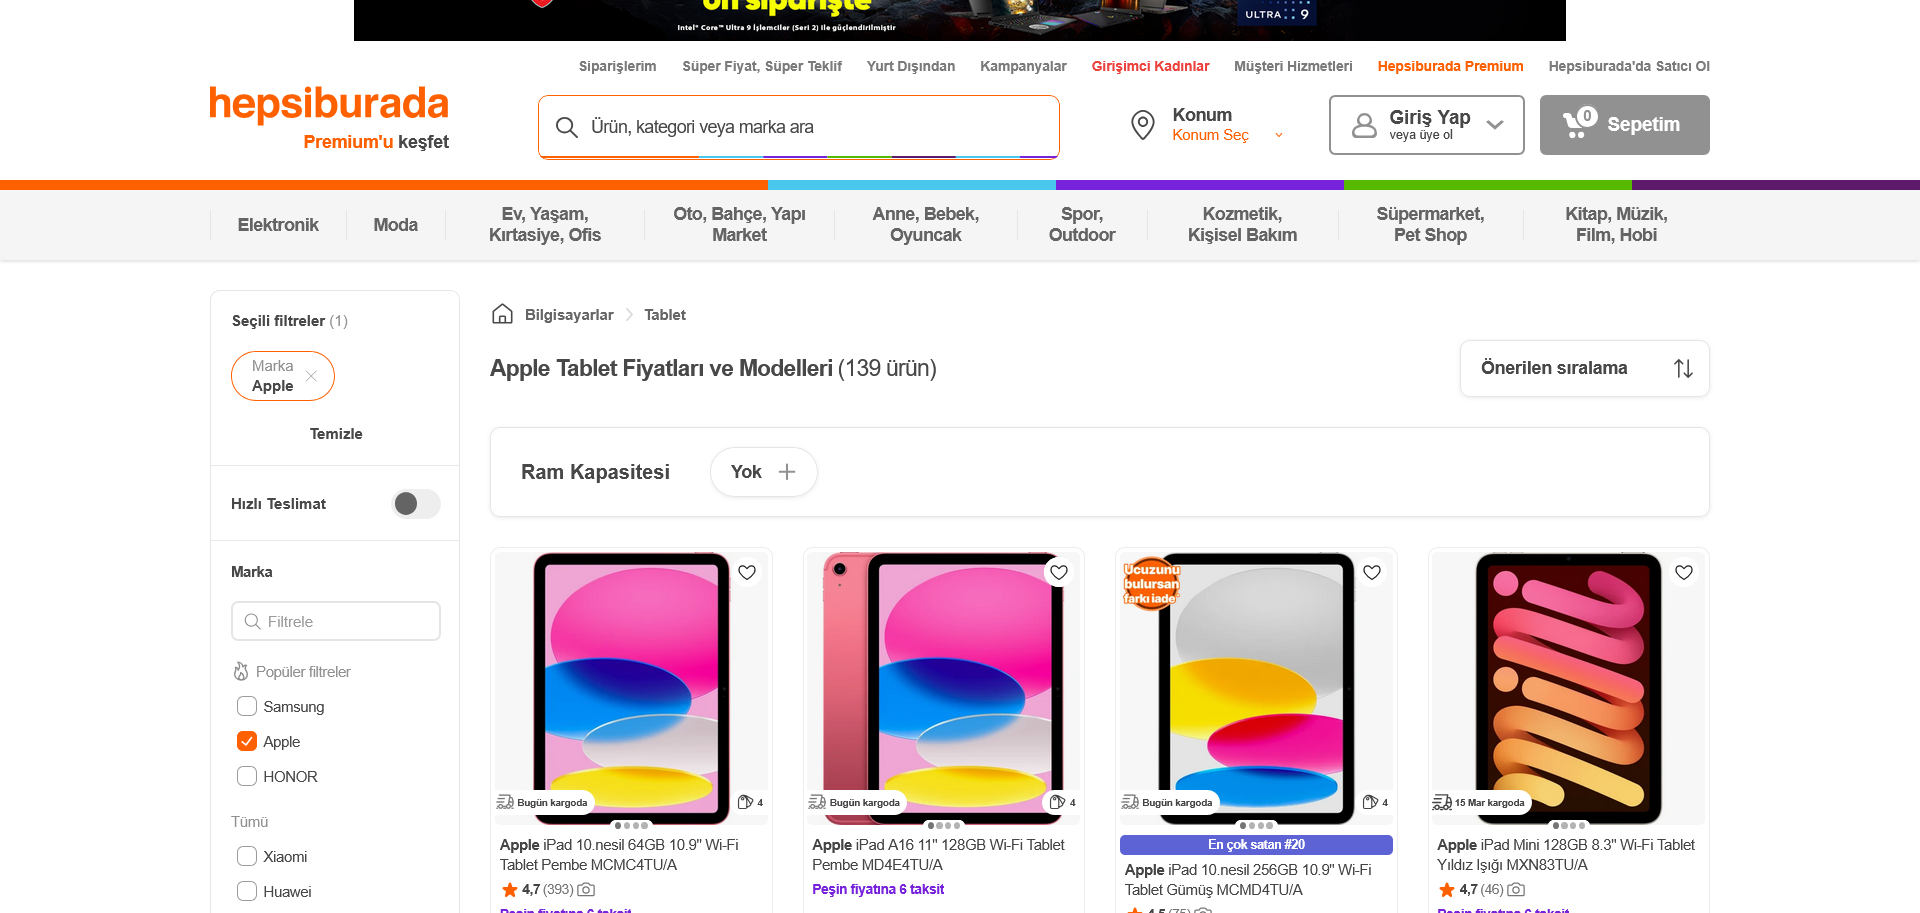 ön siparişte
Intel® Core™ Ultra 9 İşlemciler (Seri 2) ile güçlendirilmiştir
ULTRA 9
Siparişlerim
Süper Fiyat, Süper Teklif
Yurt Dışından
Kampanyalar
Girişimci Kadınlar
Müşteri Hizmetleri
Hepsiburada Premium
Hepsiburada'da Satıcı Ol
hepsiburada
Premium'u keşfet
Ürün, kategori veya marka ara
Konum
Konum Seç
Giriş Yap
veya üye ol
0
Sepetim
Elektronik
Moda
Ev, Yaşam,
Kırtasiye, Ofis
Oto, Bahçe, Yapı
Market
Anne, Bebek,
Oyuncak
Spor,
Outdoor
Kozmetik,
Kişisel Bakım
Süpermarket,
Pet Shop
Kitap, Müzik,
Film, Hobi
Seçili filtreler (1)
Marka
Apple
Temizle
Hızlı Teslimat
Marka
Filtrele
Popüler filtreler
Samsung
Apple
HONOR
Tümü
Xiaomi
Huawei
Bilgisayarlar
Tablet
Apple Tablet Fiyatları ve Modelleri (139 ürün)
Önerilen sıralama
Ram Kapasitesi
Yok
Bugün kargoda
4
Apple iPad 10.nesil 64GB 10.9" Wi-Fi
Tablet Pembe MCMC4TU/A
4,7 (393)
Peşin fiyatına 6 taksit
Bugün kargoda
4
Apple iPad A16 11" 128GB Wi-Fi Tablet
Pembe MD4E4TU/A
Peşin fiyatına 6 taksit
Ucuzunu
bulursan
farkı iade
Bugün kargoda
4
En çok satan #20
Apple iPad 10.nesil 256GB 10.9" Wi-Fi
Tablet Gümüş MCMD4TU/A
4,5 (75)
15 Mar kargoda
Apple iPad Mini 128GB 8.3" Wi-Fi Tablet
Yıldız Işığı MXN83TU/A
4,7 (46)
Peşin fiyatına 6 taksit